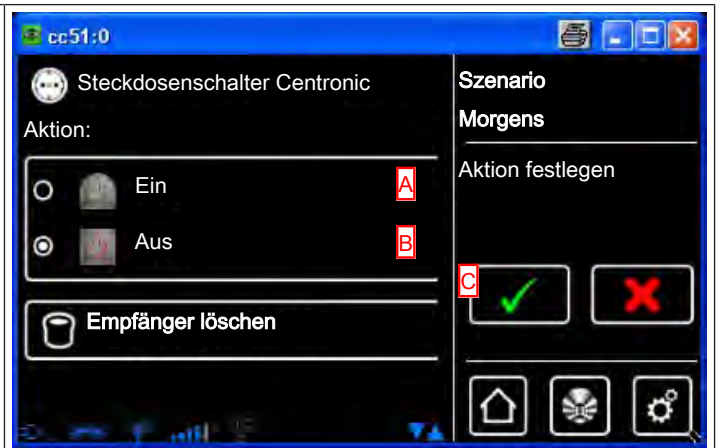 cc51:0
Steckdosenschalter Centronic
Aktion:
Ein
A
Aus
B
Empfänger löschen
Szenario
Morgens
Aktion festlegen
C